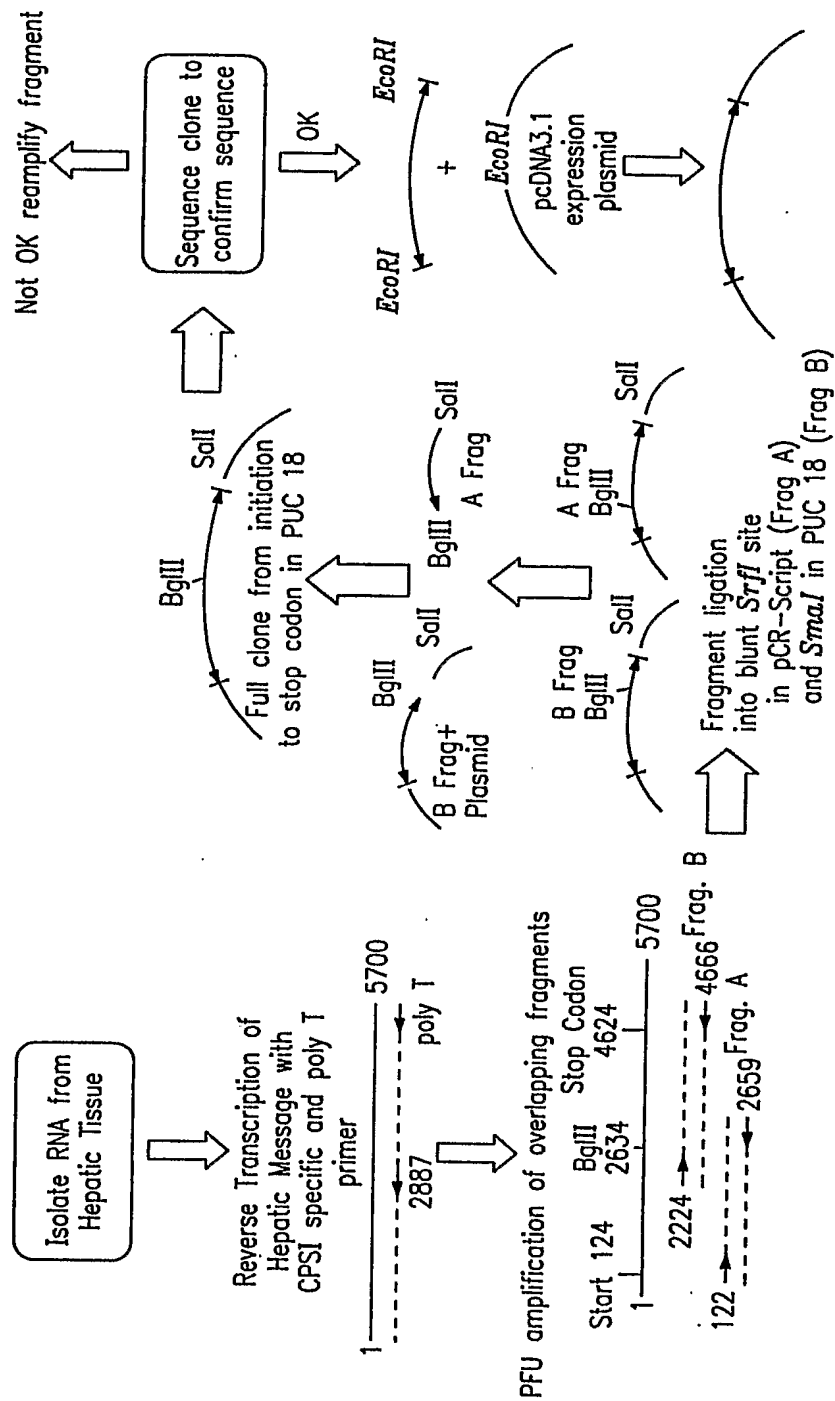 Isolate RNA from
Hepatic Tissue
Reverse Transcription of
Hepatic Message with
CPSI specific and poly T
primer
1
5700
2887
poly T
PFU amplification of overlapping fragments
Start 124
BglII
2634
Stop Codon
4624
1
5700
2224
4666 Frag. B
122
2659 Frag. A
Fragment ligation
into blunt SrfI site
in pCR-Script (Frag A)
and SmaI in PUC 18 (Frag B)
B Frag
BglII
SalI
A Frag
BglII
SalI
B Frag+
Plasmid
BglII
SalI
BglII
A Frag
SalI
BglII
SalI
Full clone from initiation
to stop codon in PUC 18
Sequence clone to
confirm sequence
Not OK reamplify fragment
OK
EcoRI
EcoRI
+
EcoRI
pcDNA3.1
expression
plasmid